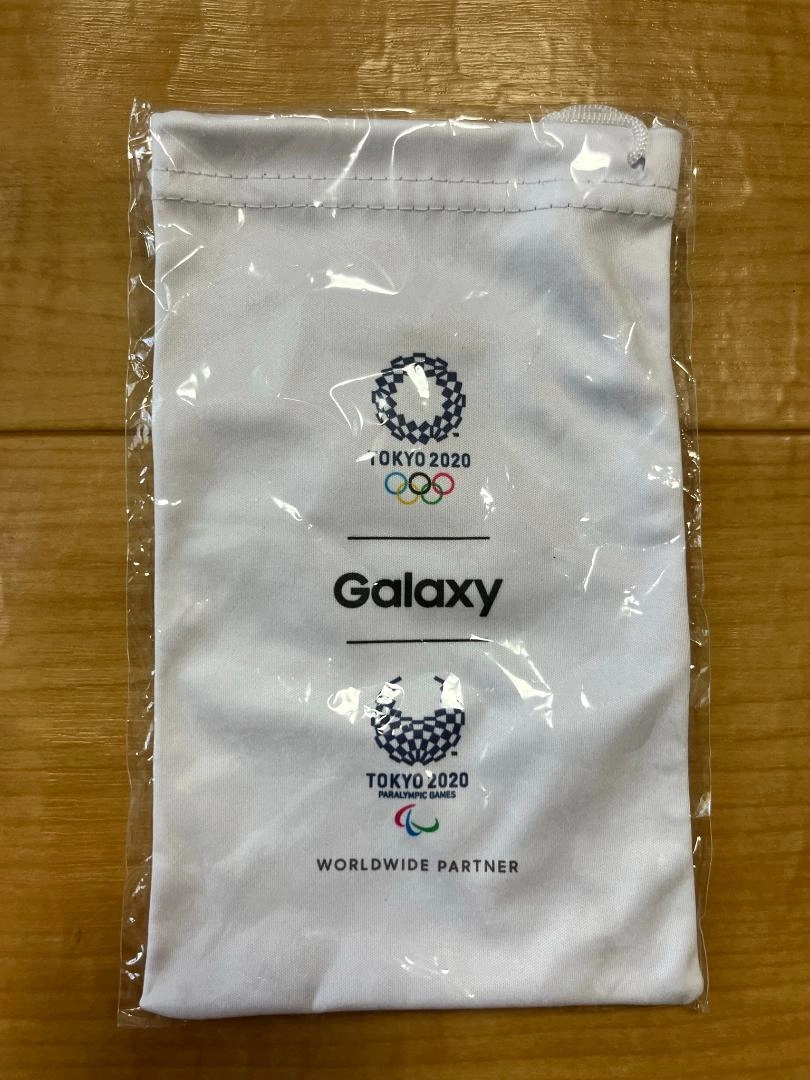 TOKYO 2020
Galaxy
TOKYO 2020
PARALYMPIC GAMES
WORLDWIDE PARTNER